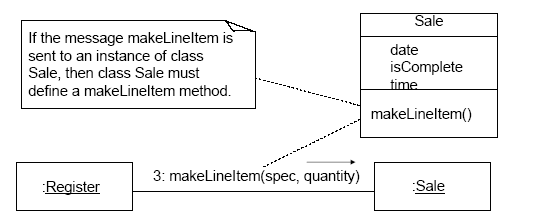 If the message makeLineItem is
sent to an instance of class
Sale, then class Sale must
define a makeLineItem method.
Sale
date
isComplete
time
makeLineItem()
3: makeLineItem(spec, quantity)
:Register
:Sale